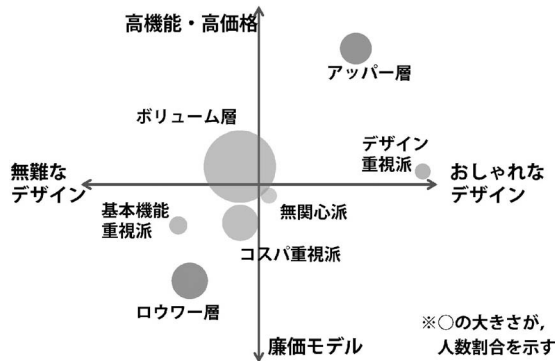 高機能・高価格
アッパー層
ボリューム層
デザイン
重視派
無難な
デザイン
おしゃれな
デザイン
基本機能
重視派
無関心派
コスパ重視派
ロウワー層
廉価モデル
※○の大きさが，
人数割合を示す